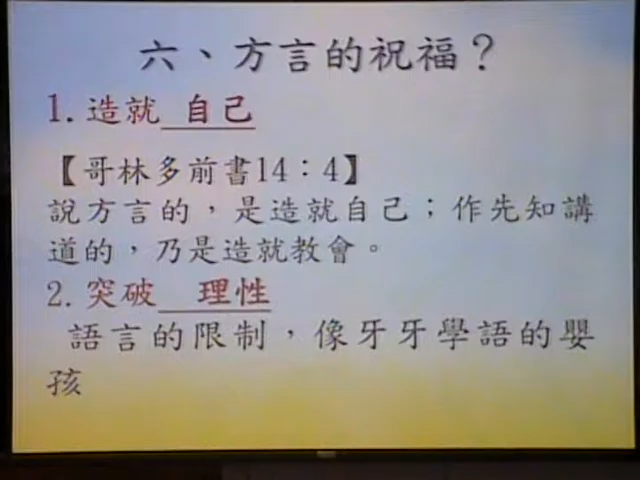 六、方言的祝福？
1. 造就 自己
【哥林多前書14：4】
說方言的，是造就自己；作先知講
道的，乃是造就教會。
2. 突破 理性
語言的限制，像牙牙學語的嬰
孩